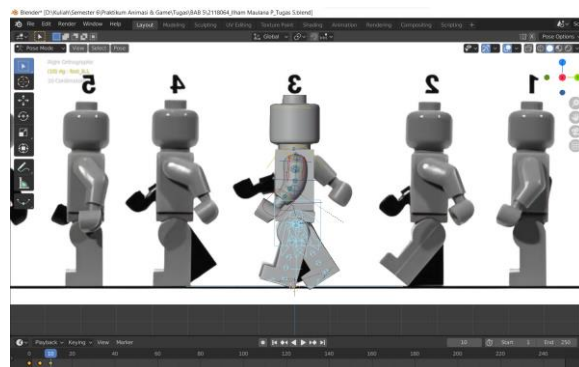 Blender* [D:\Kuliah\Semester 6\Praktikum Animasi & Game\Tugas\BAB 5\2118064_Ilham Maulana P_Tugas 5.blend]
File Edit Render Window Help Layout Modeling Sculpting UV Editing Texture Paint Shading Animation Rendering Compositing
Global
Pose Mode View Select Pose Pose Options
Right Orthographic
5 4 3 2 1
Playback Keying View Marker 10 Start 1 End 250
0 10 20 40 60 80 100 120 140 160 180 200 220 240